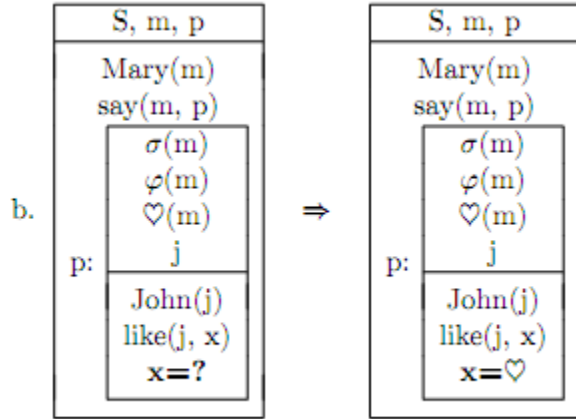 S, m, p
Mary(m)
say(m, p)
σ(m)
φ(m)
♡(m)
j
b.
p:
John(j)
like(j, x)
x=?
⇒
S, m, p
Mary(m)
say(m, p)
σ(m)
φ(m)
♡(m)
j
p:
John(j)
like(j, x)
x=♡